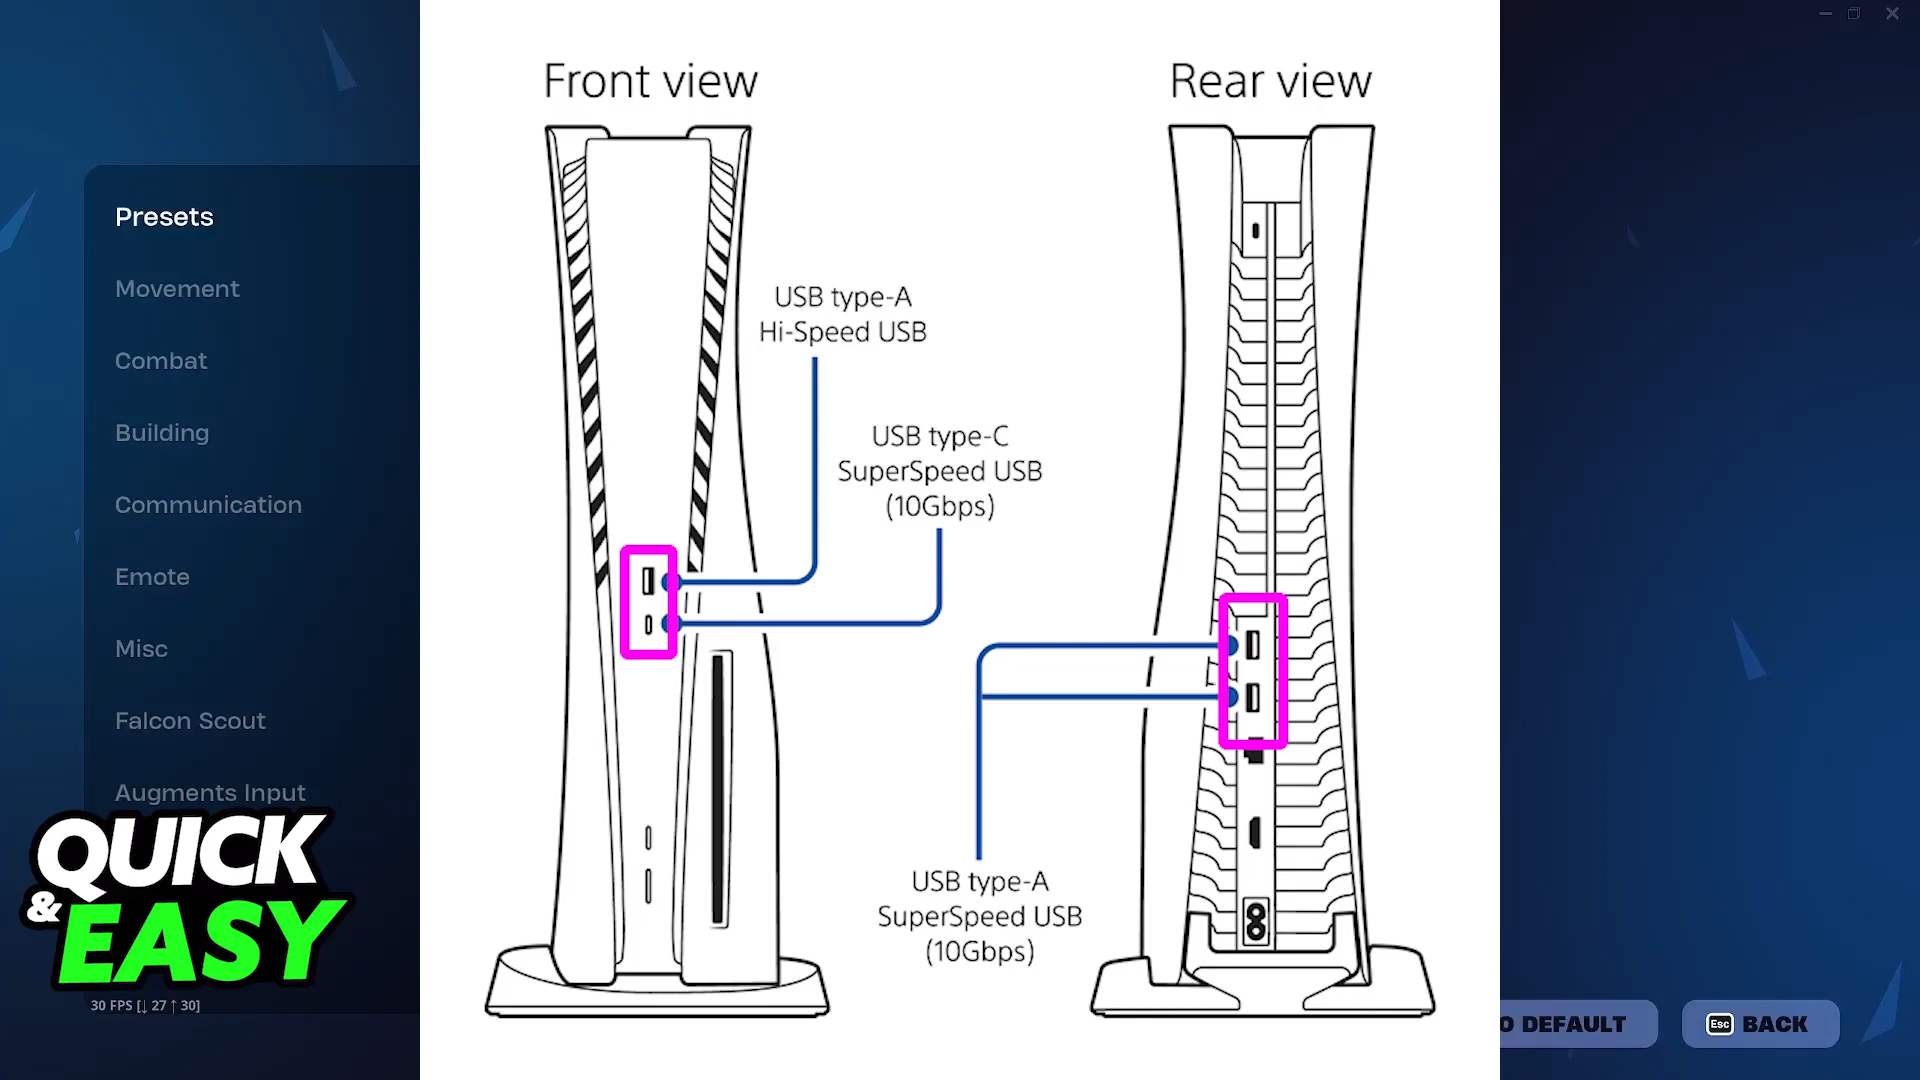 Front view
Rear view
Presets
Movement
Combat
Building
Communication
Emote
Misc
Falcon Scout
Augments Input
USB type-A
Hi-Speed USB
USB type-C
SuperSpeed USB
(10Gbps)
USB type-A
SuperSpeed USB
(10Gbps)
QUICK
& EASY
30 FPS [↓ 27 ↑ 30]
O DEFAULT
Esc BACK